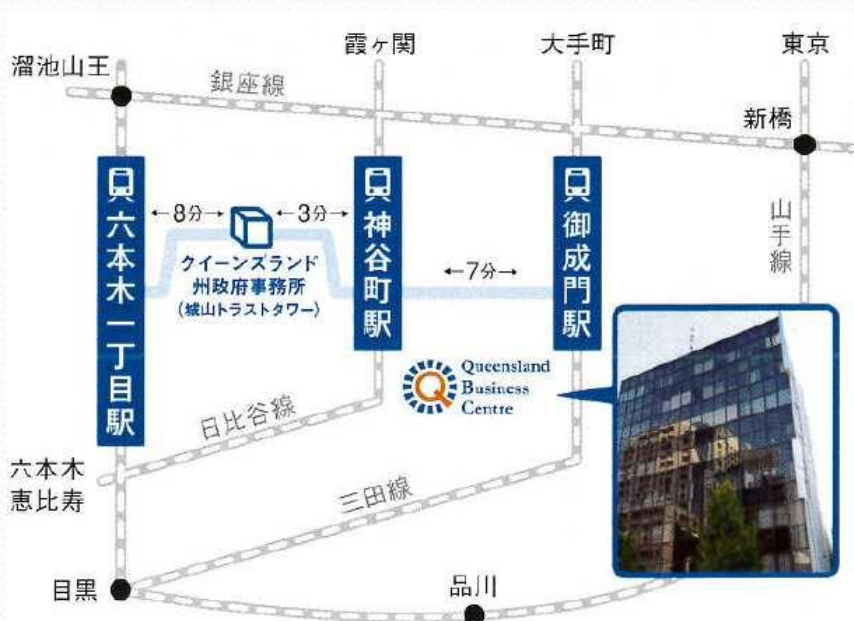 霞ヶ関
大手町
東京
溜池山王
銀座線
新橋
六本木一丁目駅
←8分→
←3分→
クイーンズランド
州政府事務所
(城山トラストタワー)
神谷町駅
←7分→
御成門駅
山手線
Queensland
Business
Centre
日比谷線
六本木
恵比寿
三田線
目黒
品川